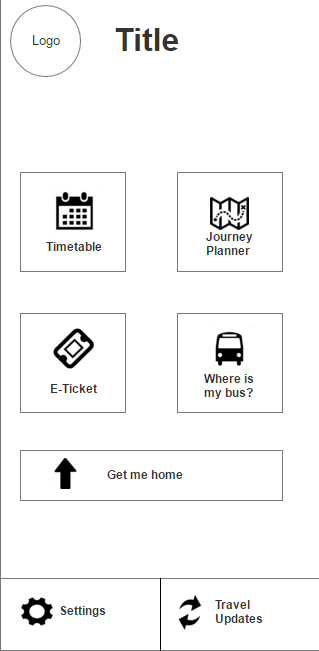 Logo
Title
Timetable
Journey
Planner
E-Ticket
Where is
my bus?
Get me home
Settings
Travel
Updates